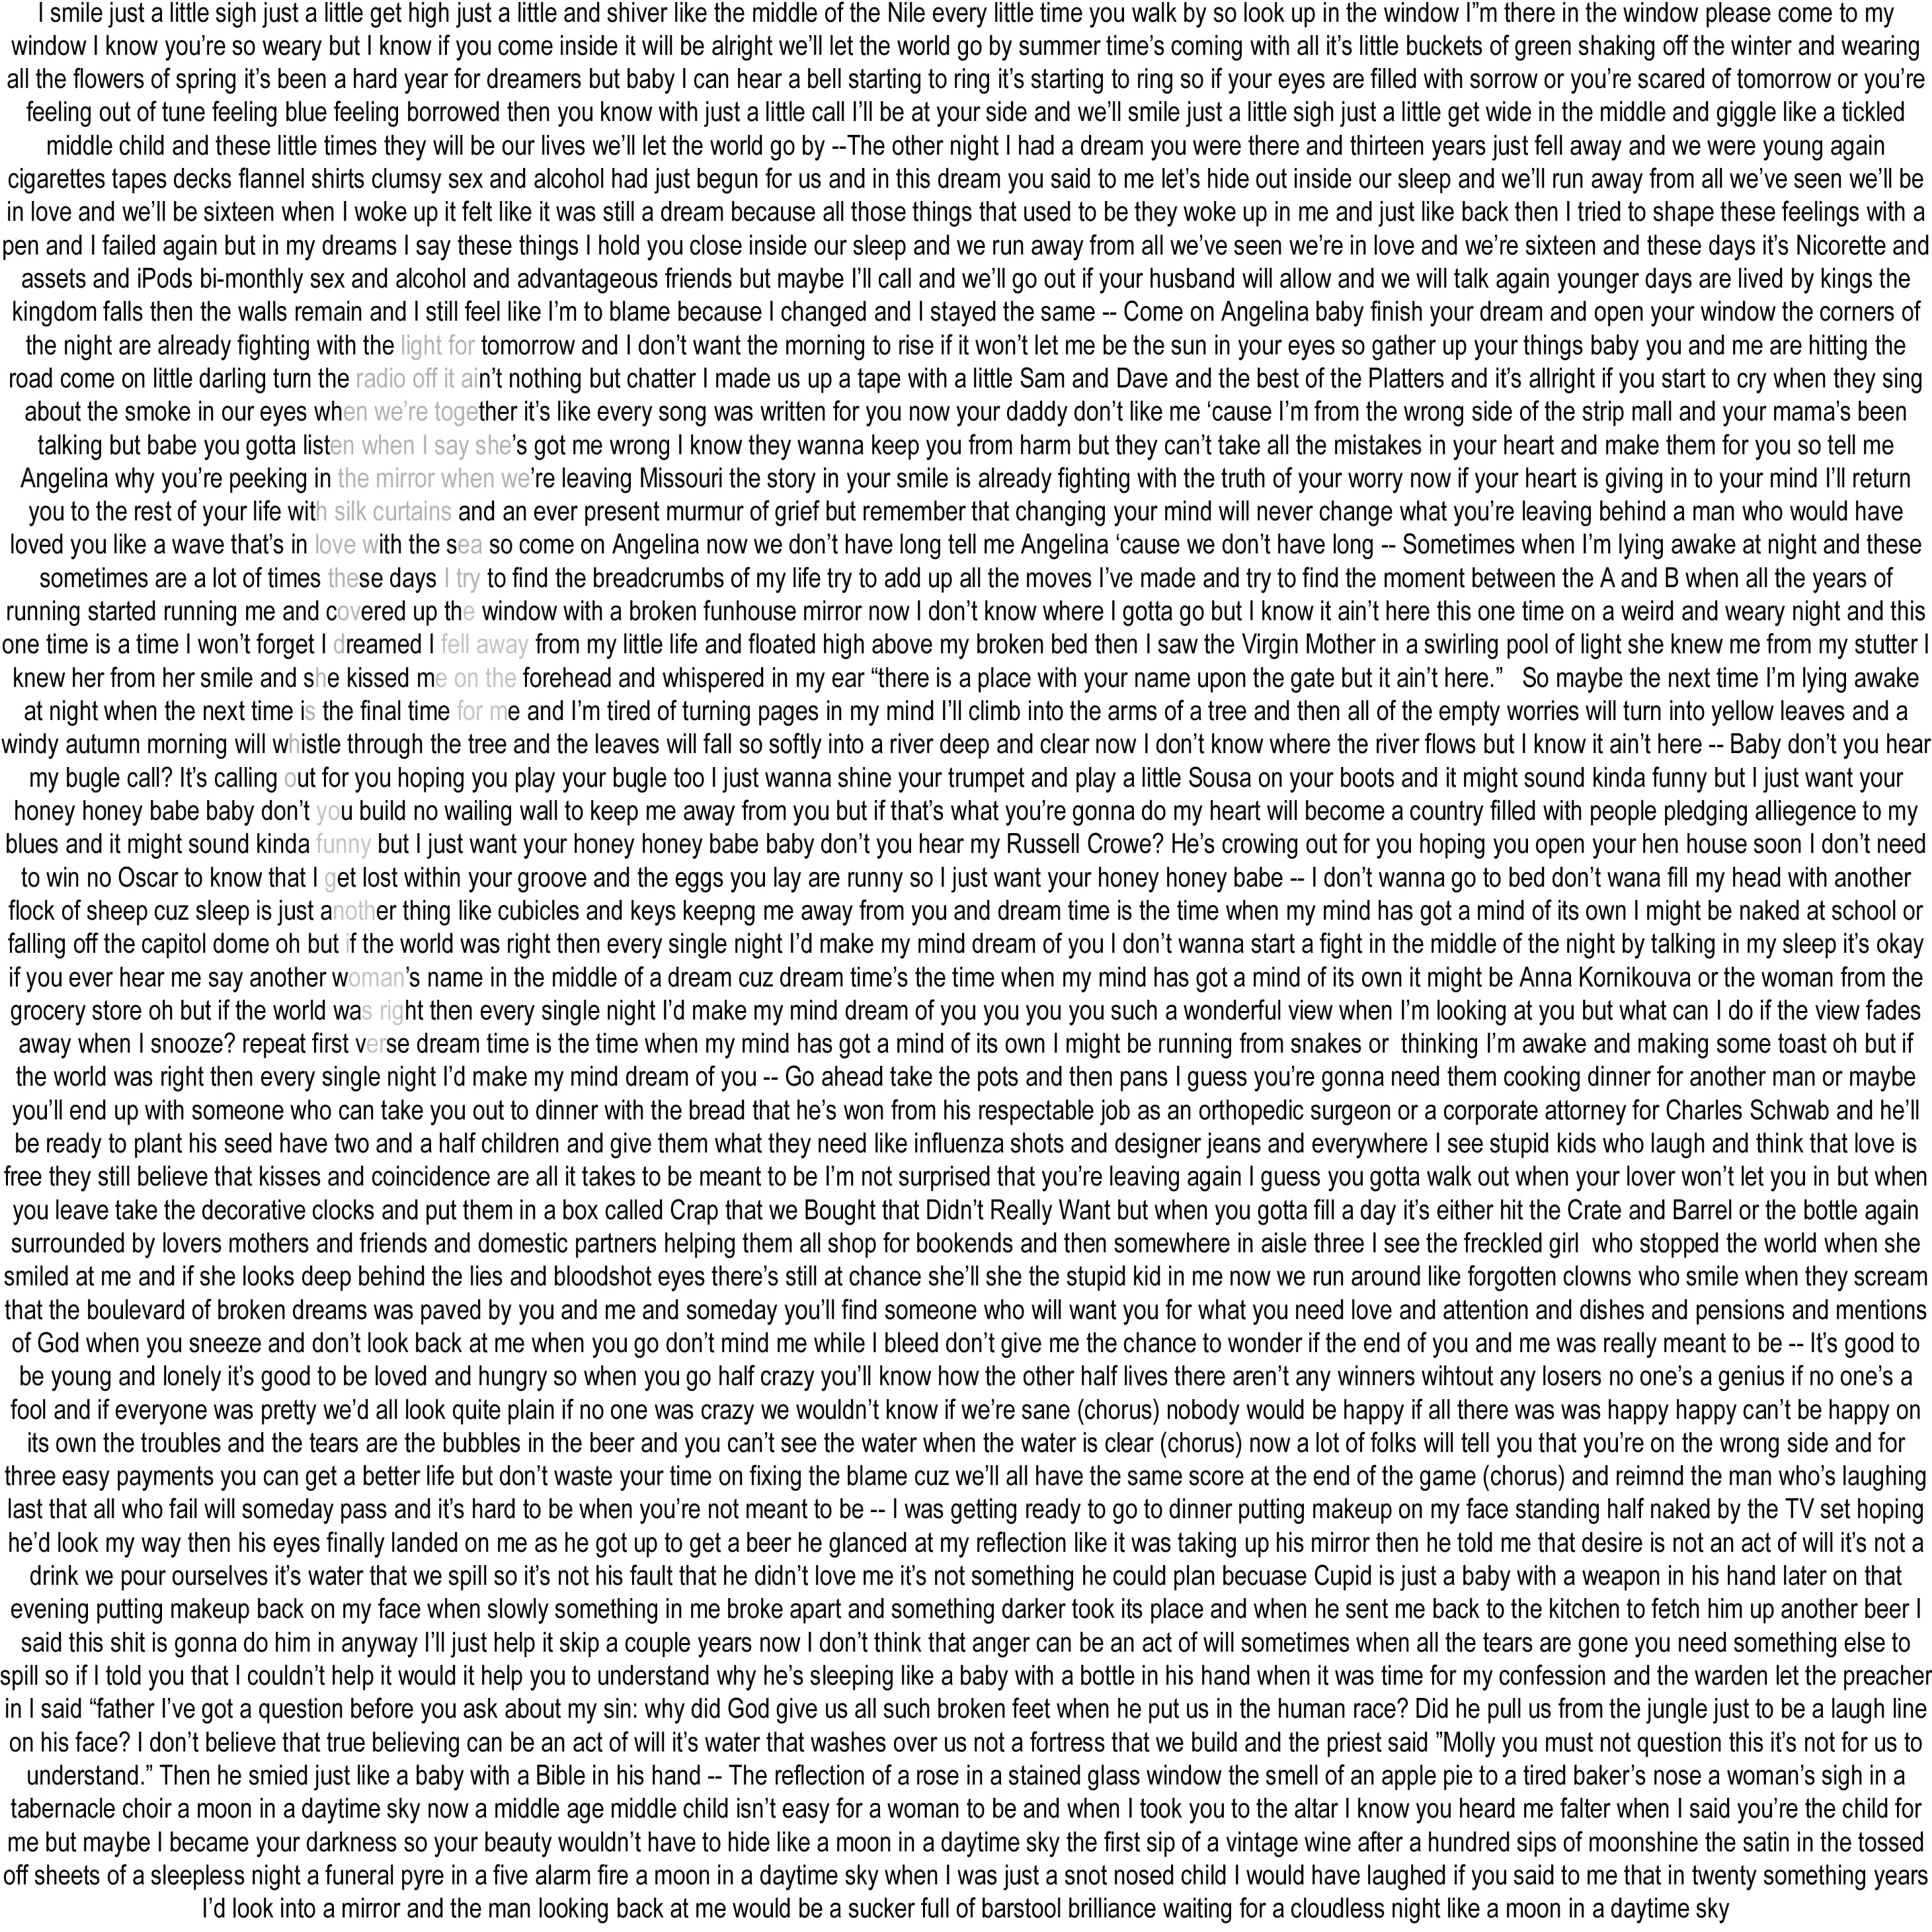 I smile just a little sigh just a little get high just a little and shiver like the middle of the Nile every little time you walk by so look up in the window I"m there in the window please come to my
window I know you're so weary but I know if you come inside it will be alright we'll let the world go by summer time's coming with all it's little buckets of green shaking off the winter and wearing
all the flowers of spring it's been a hard year for dreamers but baby I can hear a bell starting to ring it's starting to ring so if your eyes are filled with sorrow or you're scared of tomorrow or you're
feeling out of tune feeling blue feeling borrowed then you know with just a little call I'll be at your side and we'll smile just a little sigh just a little get wide in the middle and giggle like a tickled
middle child and these little times they will be our lives we'll let the world go by --The other night I had a dream you were there and thirteen years just fell away and we were young again
cigarettes tapes decks flannel shirts clumsy sex and alcohol had just begun for us and in this dream you said to me let's hide out inside our sleep and we'll run away from all we've seen we'll be
in love and we'll be sixteen when I woke up it felt like it was still a dream because all those things that used to be they woke up in me and just like back then I tried to shape these feelings with a
pen and I failed again but in my dreams I say these things I hold you close inside our sleep and we run away from all we've seen we're in love and we're sixteen and these days it's Nicorette and
assets and iPods bi-monthly sex and alcohol and advantageous friends but maybe I'll call and we'll go out if your husband will allow and we will talk again younger days are lived by kings the
kingdom falls then the walls remain and I still feel like I'm to blame because I changed and I stayed the same -- Come on Angelina baby finish your dream and open your window the corners of
the night are already fighting with the light for tomorrow and I don't want the morning to rise if it won't let me be the sun in your eyes so gather up your things baby you and me are hitting the
road come on little darling turn the radio off it ain't nothing but chatter I made us up a tape with a little Sam and Dave and the best of the Platters and it's allright if you start to cry when they sing
about the smoke in our eyes when we're together it's like every song was written for you now your daddy don't like me 'cause I'm from the wrong side of the strip mall and your mama's been
talking but babe you gotta listen when I say she's got me wrong I know they wanna keep you from harm but they can't take all the mistakes in your heart and make them for you so tell me
Angelina why you're peeking in the mirror when we're leaving Missouri the story in your smile is already fighting with the truth of your worry now if your heart is giving in to your mind I'll return
you to the rest of your life with silk curtains and an ever present murmur of grief but remember that changing your mind will never change what you're leaving behind a man who would have
loved you like a wave that's in love with the sea so come on Angelina now we don't have long tell me Angelina 'cause we don't have long -- Sometimes when I'm lying awake at night and these
sometimes are a lot of times these days I try to find the breadcrumbs of my life try to add up all the moves I've made and try to find the moment between the A and B when all the years of
running started running me and covered up the window with a broken funhouse mirror now I don't know where I gotta go but I know it ain't here this one time on a weird and weary night and this
one time is a time I won't forget I dreamed I fell away from my little life and floated high above my broken bed then I saw the Virgin Mother in a swirling pool of light she knew me from my stutter I
knew her from her smile and she kissed me on the forehead and whispered in my ear "there is a place with your name upon the gate but it ain't here." So maybe the next time I'm lying awake
at night when the next time is the final time for me and I'm tired of turning pages in my mind I'll climb into the arms of a tree and then all of the empty worries will turn into yellow leaves and a
windy autumn morning will whistle through the tree and the leaves will fall so softly into a river deep and clear now I don't know where the river flows but I know it ain't here -- Baby don't you hear
my bugle call? It's calling out for you hoping you play your bugle too I just wanna shine your trumpet and play a little Sousa on your boots and it might sound kinda funny but I just want your
honey honey babe baby don't you build no wailing wall to keep me away from you but if that's what you're gonna do my heart will become a country filled with people pledging alliegence to my
blues and it might sound kinda funny but I just want your honey honey babe baby don't you hear my Russell Crowe? He's crowing out for you hoping you open your hen house soon I don't need
to win no Oscar to know that I get lost within your groove and the eggs you lay are runny so I just want your honey honey babe -- I don't wanna go to bed don't wana fill my head with another
flock of sheep cuz sleep is just another thing like cubicles and keys keepng me away from you and dream time is the time when my mind has got a mind of its own I might be naked at school or
falling off the capitol dome oh but if the world was right then every single night I'd make my mind dream of you I don't wanna start a fight in the middle of the night by talking in my sleep it's okay
if you ever hear me say another woman's name in the middle of a dream cuz dream time's the time when my mind has got a mind of its own it might be Anna Kornikouva or the woman from the
grocery store oh but if the world was right then every single night I'd make my mind dream of you you you you such a wonderful view when I'm looking at you but what can I do if the view fades
away when I snooze? repeat first verse dream time is the time when my mind has got a mind of its own I might be running from snakes or thinking I'm awake and making some toast oh but if
the world was right then every single night I'd make my mind dream of you -- Go ahead take the pots and then pans I guess you're gonna need them cooking dinner for another man or maybe
you'll end up with someone who can take you out to dinner with the bread that he's won from his respectable job as an orthopedic surgeon or a corporate attorney for Charles Schwab and he'll
be ready to plant his seed have two and a half children and give them what they need like influenza shots and designer jeans and everywhere I see stupid kids who laugh and think that love is
free they still believe that kisses and coincidence are all it takes to be meant to be I'm not surprised that you're leaving again I guess you gotta walk out when your lover won't let you in but when
you leave take the decorative clocks and put them in a box called Crap that we Bought that Didn't Really Want but when you gotta fill a day it's either hit the Crate and Barrel or the bottle again
surrounded by lovers mothers and friends and domestic partners helping them all shop for bookends and then somewhere in aisle three I see the freckled girl who stopped the world when she
smiled at me and if she looks deep behind the lies and bloodshot eyes there's still at chance she'll she the stupid kid in me now we run around like forgotten clowns who smile when they scream
that the boulevard of broken dreams was paved by you and me and someday you'll find someone who will want you for what you need love and attention and dishes and pensions and mentions
of God when you sneeze and don't look back at me when you go don't mind me while I bleed don't give me the chance to wonder if the end of you and me was really meant to be -- It's good to
be young and lonely it's good to be loved and hungry so when you go half crazy you'll know how the other half lives there aren't any winners wihtout any losers no one's a genius if no one's a
fool and if everyone was pretty we'd all look quite plain if no one was crazy we wouldn't know if we're sane (chorus) nobody would be happy if all there was was happy happy can't be happy on
its own the troubles and the tears are the bubbles in the beer and you can't see the water when the water is clear (chorus) now a lot of folks will tell you that you're on the wrong side and for
three easy payments you can get a better life but don't waste your time on fixing the blame cuz we'll all have the same score at the end of the game (chorus) and reimnd the man who's laughing
last that all who fail will someday pass and it's hard to be when you're not meant to be -- I was getting ready to go to dinner putting makeup on my face standing half naked by the TV set hoping
he'd look my way then his eyes finally landed on me as he got up to get a beer he glanced at my reflection like it was taking up his mirror then he told me that desire is not an act of will it's not a
drink we pour ourselves it's water that we spill so it's not his fault that he didn't love me it's not something he could plan becuase Cupid is just a baby with a weapon in his hand later on that
evening putting makeup back on my face when slowly something in me broke apart and something darker took its place and when he sent me back to the kitchen to fetch him up another beer I
said this shit is gonna do him in anyway I'll just help it skip a couple years now I don't think that anger can be an act of will sometimes when all the tears are gone you need something else to
spill so if I told you that I couldn't help it would it help you to understand why he's sleeping like a baby with a bottle in his hand when it was time for my confession and the warden let the preacher
in I said "father I've got a question before you ask about my sin: why did God give us all such broken feet when he put us in the human race? Did he pull us from the jungle just to be a laugh line
on his face? I don't believe that true believing can be an act of will it's water that washes over us not a fortress that we build and the priest said "Molly you must not question this it's not for us to
understand." Then he smied just like a baby with a Bible in his hand -- The reflection of a rose in a stained glass window the smell of an apple pie to a tired baker's nose a woman's sigh in a
tabernacle choir a moon in a daytime sky now a middle age middle child isn't easy for a woman to be and when I took you to the altar I know you heard me falter when I said you're the child for
me but maybe I became your darkness so your beauty wouldn't have to hide like a moon in a daytime sky the first sip of a vintage wine after a hundred sips of moonshine the satin in the tossed
off sheets of a sleepless night a funeral pyre in a five alarm fire a moon in a daytime sky when I was just a snot nosed child I would have laughed if you said to me that in twenty something years
I'd look into a mirror and the man looking back at me would be a sucker full of barstool brilliance waiting for a cloudless night like a moon in a daytime sky